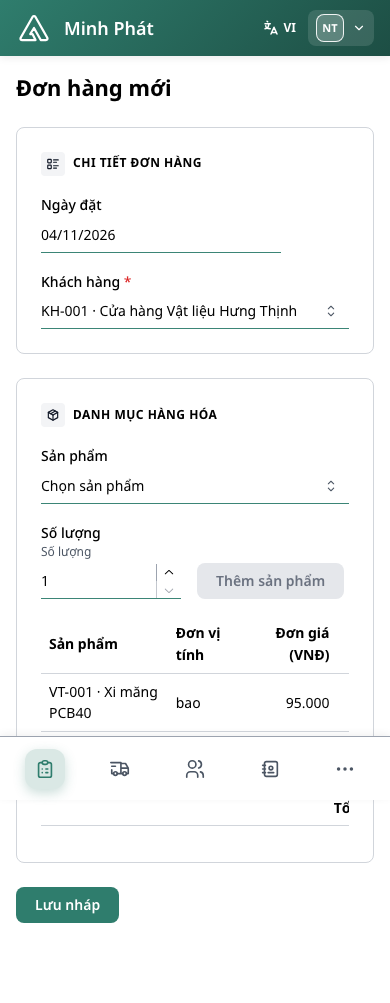 Minh Phát
VI
NT
Đơn hàng mới
CHI TIẾT ĐƠN HÀNG
Ngày đặt
04/11/2026
Khách hàng *
KH-001 · Cửa hàng Vật liệu Hưng Thịnh
DANH MỤC HÀNG HÓA
Sản phẩm
Chọn sản phẩm
Số lượng
Số lượng
1
Thêm sản phẩm
Sản phẩm
Đơn vị tính
Đơn giá (VNĐ)
VT-001 · Xi măng PCB40
bao
95.000
Lưu nháp